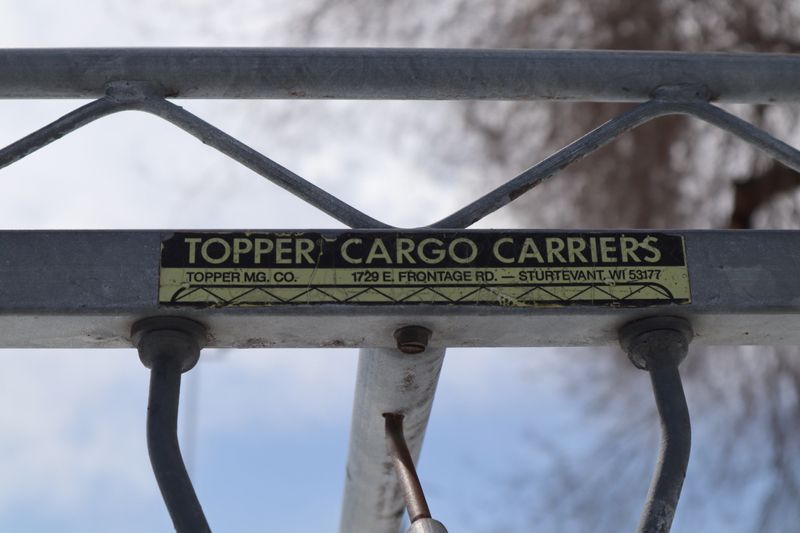 TOPPER CARGO CARRIERS
TOPPER MG. CO. 1729 E. FRONTAGE RD. — STURTEVANT, WI 53177